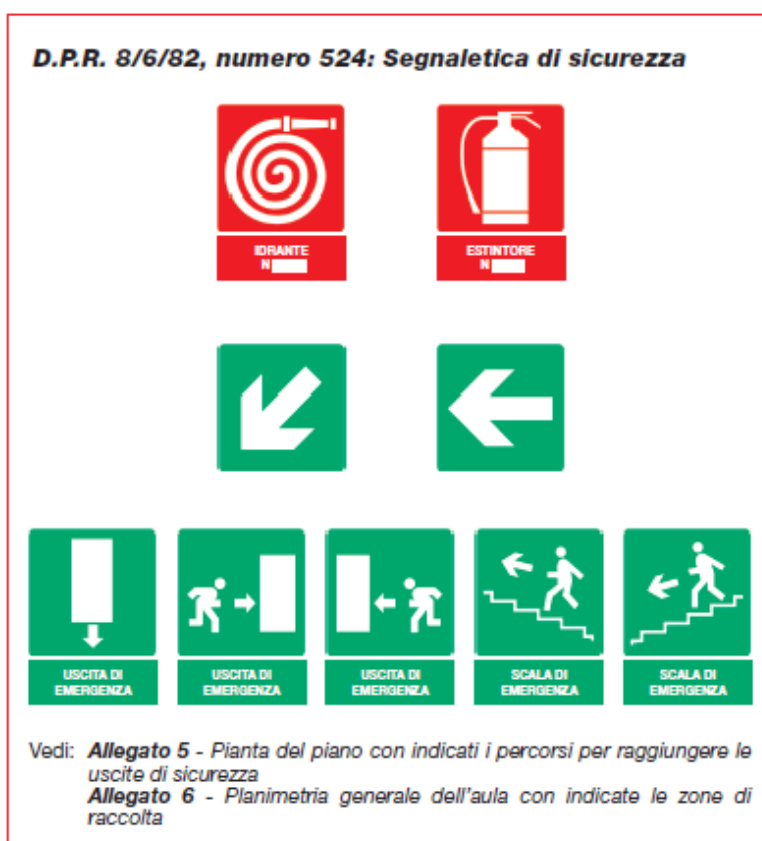 D.P.R. 8/6/82, numero 524: Segnaletica di sicurezza
IDRANTE
N
ESTINTORE
N
USCITA DI
EMERGENZA
USCITA DI
EMERGENZA
USCITA DI
EMERGENZA
SCALA DI
EMERGENZA
SCALA DI
EMERGENZA
Vedi: Allegato 5 - Pianta del piano con indicati i percorsi per raggiungere le
uscite di sicurezza
Allegato 6 - Planimetria generale dell'aula con indicate le zone di
raccolta